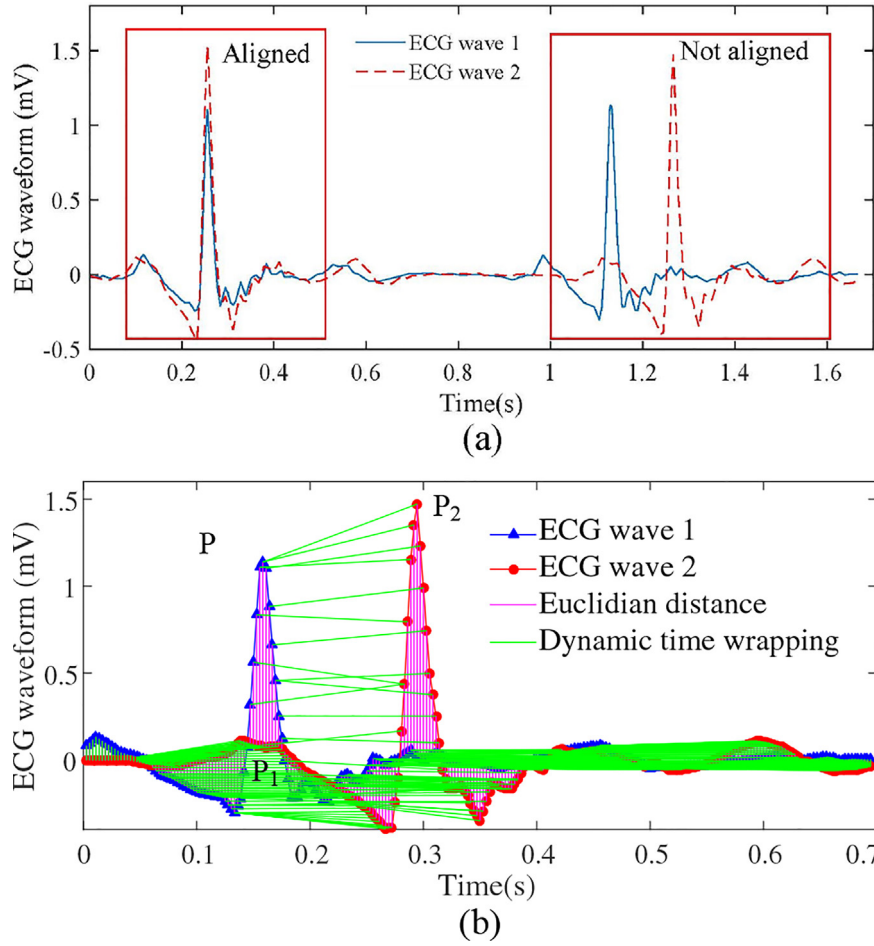 ECG waveform (mV)
1.5
1
0.5
0
-0.5
Aligned
ECG wave 1
ECG wave 2
Not aligned
0 0.2 0.4 0.6 0.8 1 1.2 1.4 1.6
Time(s)
(a)
ECG waveform (mV)
1.5
1
0.5
0
P
P2
P1
ECG wave 1
ECG wave 2
Euclidian distance
Dynamic time wrapping
0 0.1 0.2 0.3 0.4 0.5 0.6 0.7
Time(s)
(b)